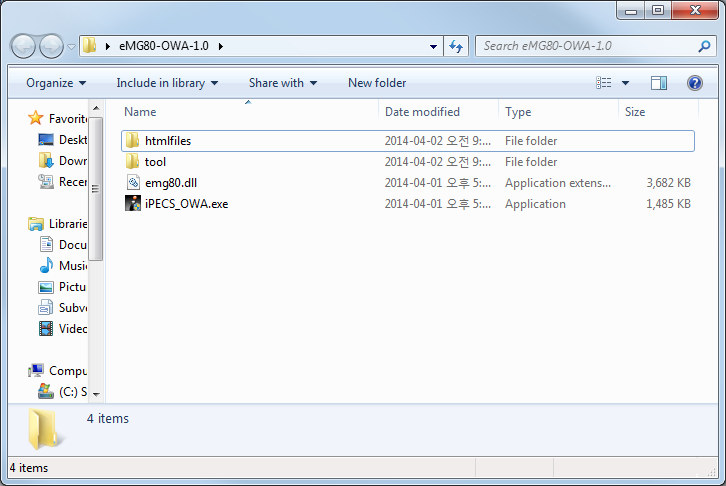 eMG80-OWA-1.0
Search eMG80-OWA-1.0
Organize Include in library Share with New folder
Name Date modified Type Size
htmlfiles 2014-04-02 오전 9:... File folder
tool 2014-04-02 오전 9:... File folder
emg80.dll 2014-04-01 오후 5:... Application extens... 3,682 KB
iPECS_OWA.exe 2014-04-01 오후 5:... Application 1,485 KB
Favorite
Deskt
Down
Recer
Librarie
Docu
Music
Pictu
Subve
Video
Compu
(C:) S
4 items
4 items